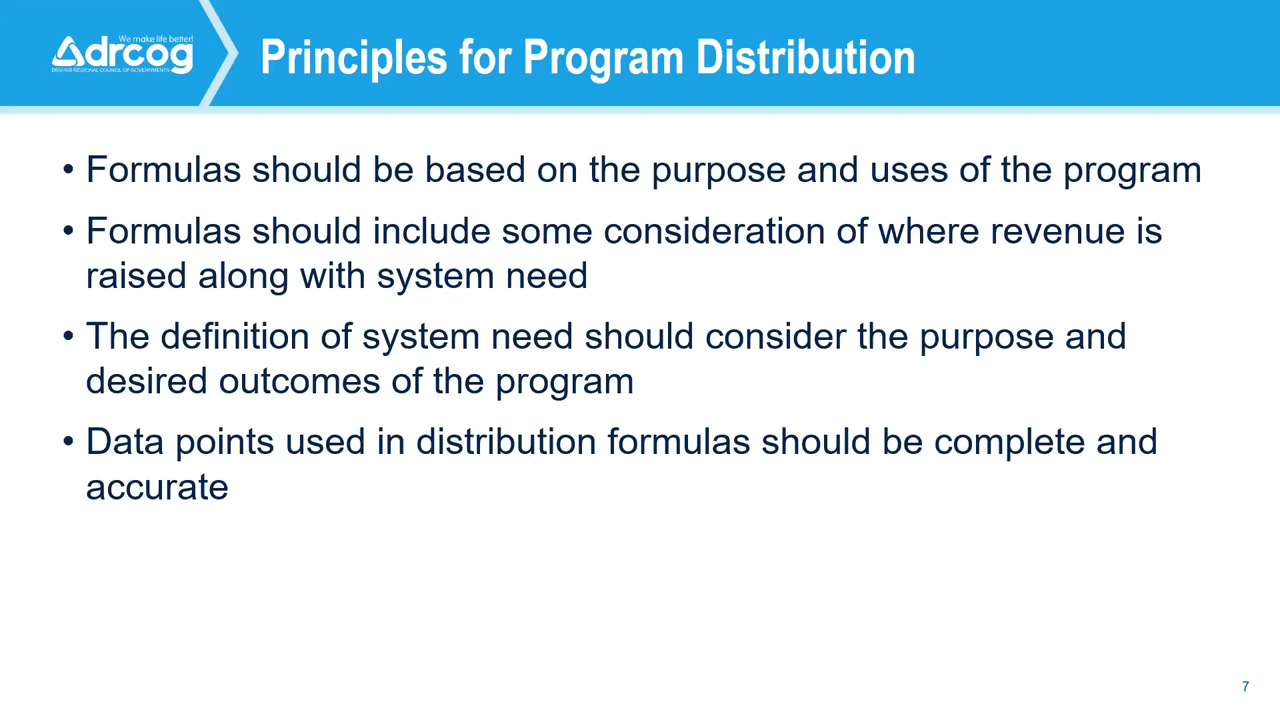 We make life better!
drcog
DENVER REGIONAL COUNCIL OF GOVERNMENTS
Principles for Program Distribution
• Formulas should be based on the purpose and uses of the program
• Formulas should include some consideration of where revenue is
raised along with system need
• The definition of system need should consider the purpose and
desired outcomes of the program
• Data points used in distribution formulas should be complete and
accurate
7